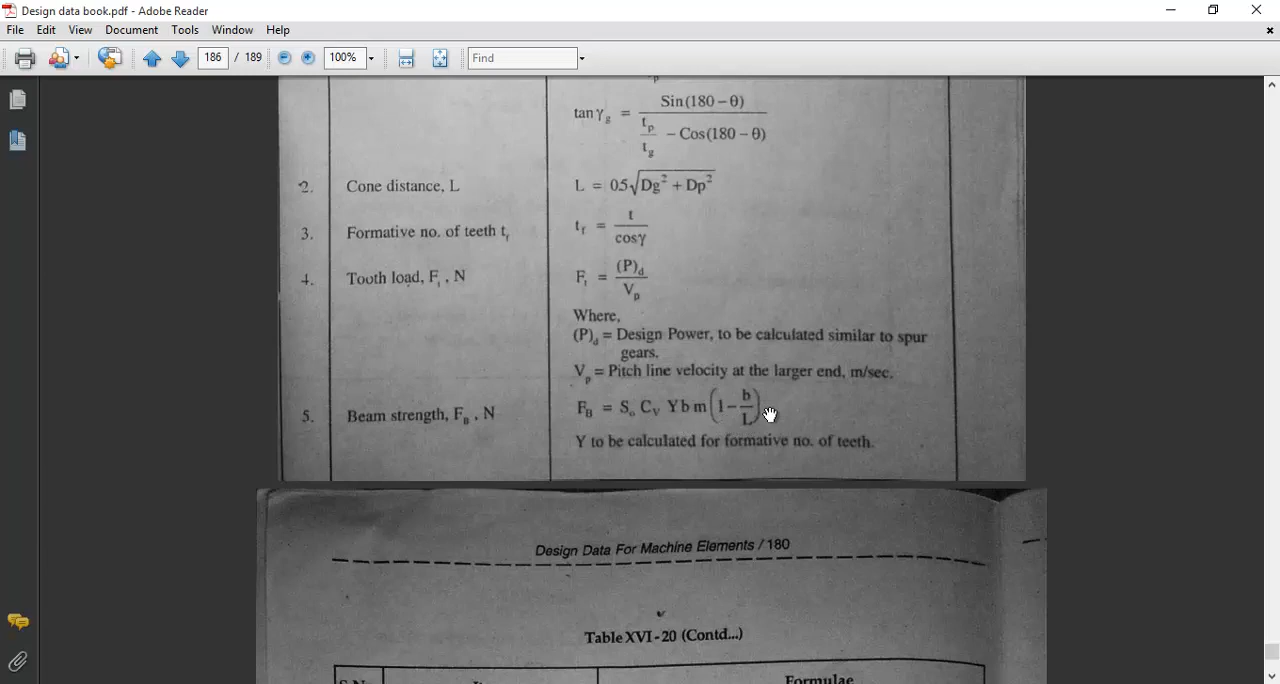 Design data book.pdf - Adobe Reader
File Edit View Document Tools Window Help
186 / 189 100% Find
tan γg = Sin(180 – θ) / (tp/tg – Cos(180 – θ))
2. Cone distance, L L = 05√(Dg² + Dp²)
3. Formative no. of teeth tf tf = t / cosγ
4. Tooth load, Ft , N Ft = (P)d / Vp
Where,
(P)d = Design Power, to be calculated similar to spur
gears.
Vp = Pitch line velocity at the larger end, m/sec.
5. Beam strength, FB , N FB = So CV Y b m (1 – b/L)
Y to be calculated for formative no. of teeth.
Design Data For Machine Elements / 180
Table XVI - 20 (Contd...)
Formulae